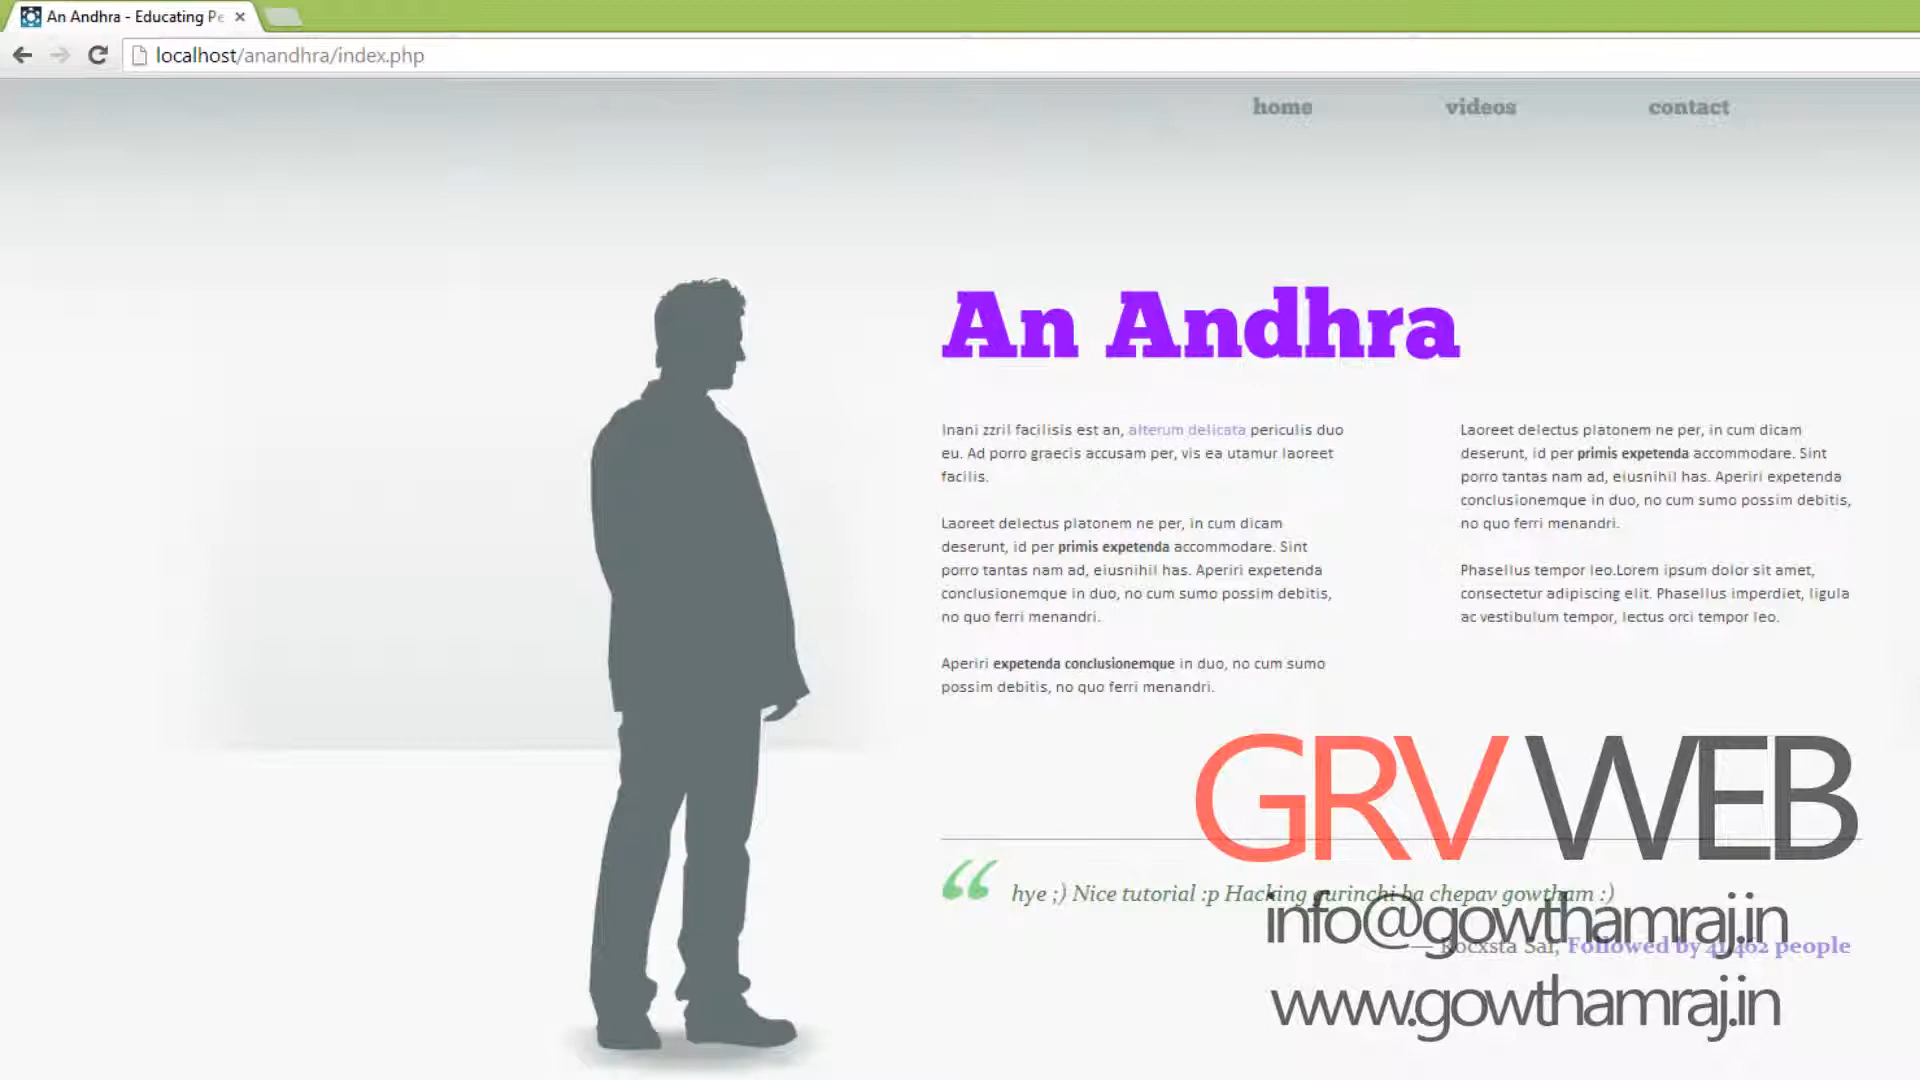 An Andhra - Educating Pe
localhost/anandhra/index.php
home videos contact
An Andhra
Inani zzril facilisis est an, alterum delicata periculis duo
eu. Ad porro graecis accusam per, vis ea utamur laoreet
facilis.
Laoreet delectus platonem ne per, in cum dicam
deserunt, id per primis expetenda accommodare. Sint
porro tantas nam ad, eiusnihil has. Aperiri expetenda
conclusionemque in duo, no cum sumo possim debitis,
no quo ferri menandri.
Aperiri expetenda conclusionemque in duo, no cum sumo
possim debitis, no quo ferri menandri.
Laoreet delectus platonem ne per, in cum dicam
deserunt, id per primis expetenda accommodare. Sint
porro tantas nam ad, eiusnihil has. Aperiri expetenda
conclusionemque in duo, no cum sumo possim debitis,
no quo ferri menandri.
Phasellus tempor leo.Lorem ipsum dolor sit amet,
consectetur adipiscing elit. Phasellus imperdiet, ligula
ac vestibulum tempor, lectus orci tempor leo.
GRV WEB
“ hye ;) Nice tutorial :p Hacking gurinchi ba chepav gowtham :)
info@gowthamraj.in
— Rocxsta Sar, Followed by 41,462 people
www.gowthamraj.in